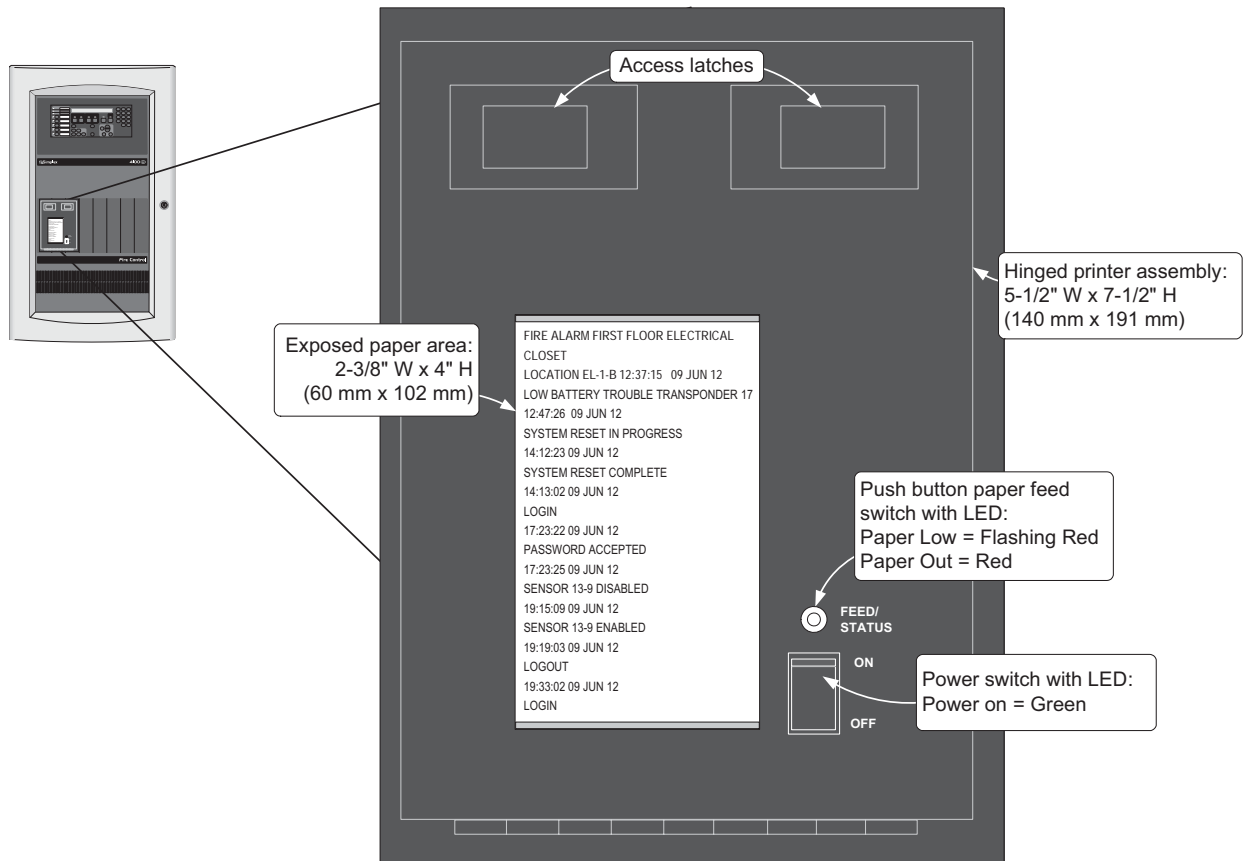 Access latches
Simplex
4100
Fire Control
Hinged printer assembly:
5-1/2" W x 7-1/2" H
(140 mm x 191 mm)
Exposed paper area:
2-3/8" W x 4" H
(60 mm x 102 mm)
FIRE ALARM FIRST FLOOR ELECTRICAL
CLOSET
LOCATION EL-1-B 12:37:15 09 JUN 12
LOW BATTERY TROUBLE TRANSPONDER 17
12:47:26 09 JUN 12
SYSTEM RESET IN PROGRESS
14:12:23 09 JUN 12
SYSTEM RESET COMPLETE
14:13:02 09 JUN 12
LOGIN
17:23:22 09 JUN 12
PASSWORD ACCEPTED
17:23:25 09 JUN 12
SENSOR 13-9 DISABLED
19:15:09 09 JUN 12
SENSOR 13-9 ENABLED
19:19:03 09 JUN 12
LOGOUT
19:33:02 09 JUN 12
LOGIN
Push button paper feed
switch with LED:
Paper Low = Flashing Red
Paper Out = Red
FEED/
STATUS
ON
OFF
Power switch with LED:
Power on = Green